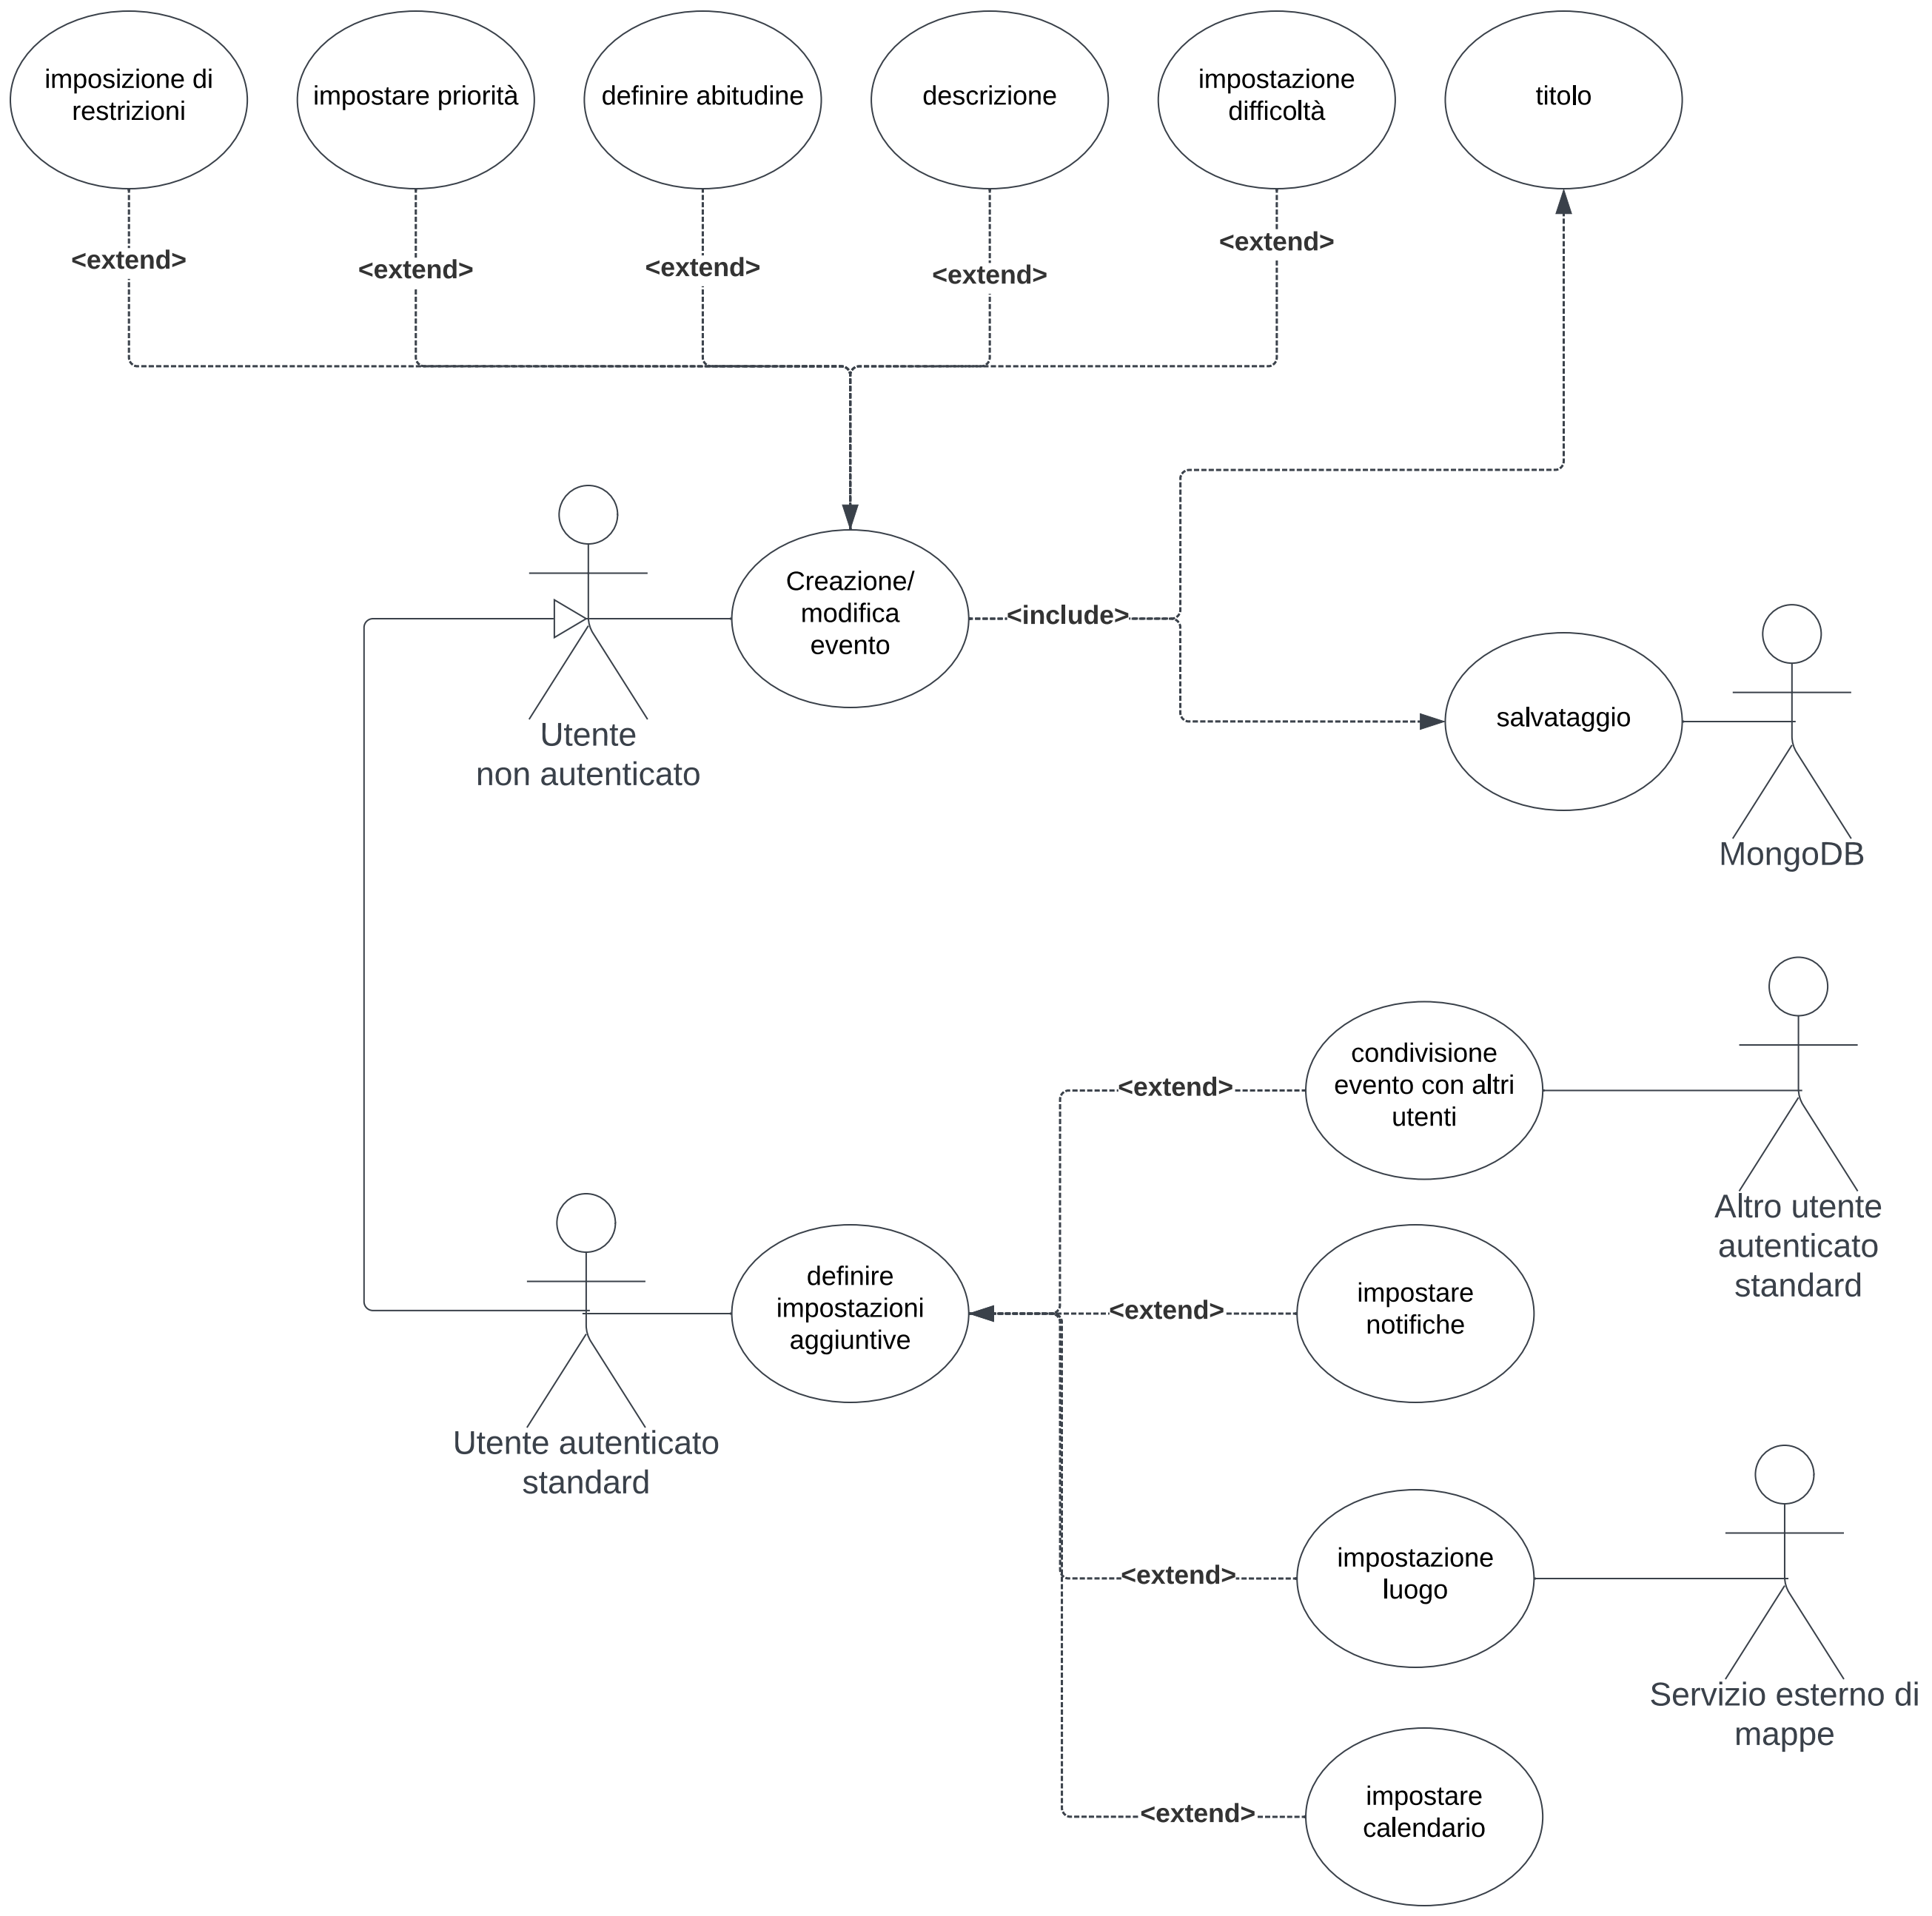 imposizione di
restrizioni
impostare priorità
definire abitudine
descrizione
impostazione
difficoltà
titolo
<extend>
<extend>
<extend>
<extend>
<extend>
Creazione/
modifica
evento
<include>
Utente
non autenticato
salvataggio
MongoDB
condivisione
evento con altri
utenti
<extend>
Altro utente
autenticato
standard
definire
impostazioni
aggiuntive
<extend>
impostare
notifiche
Utente autenticato
standard
<extend>
impostazione
luogo
Servizio esterno di
mappe
<extend>
impostare
calendario